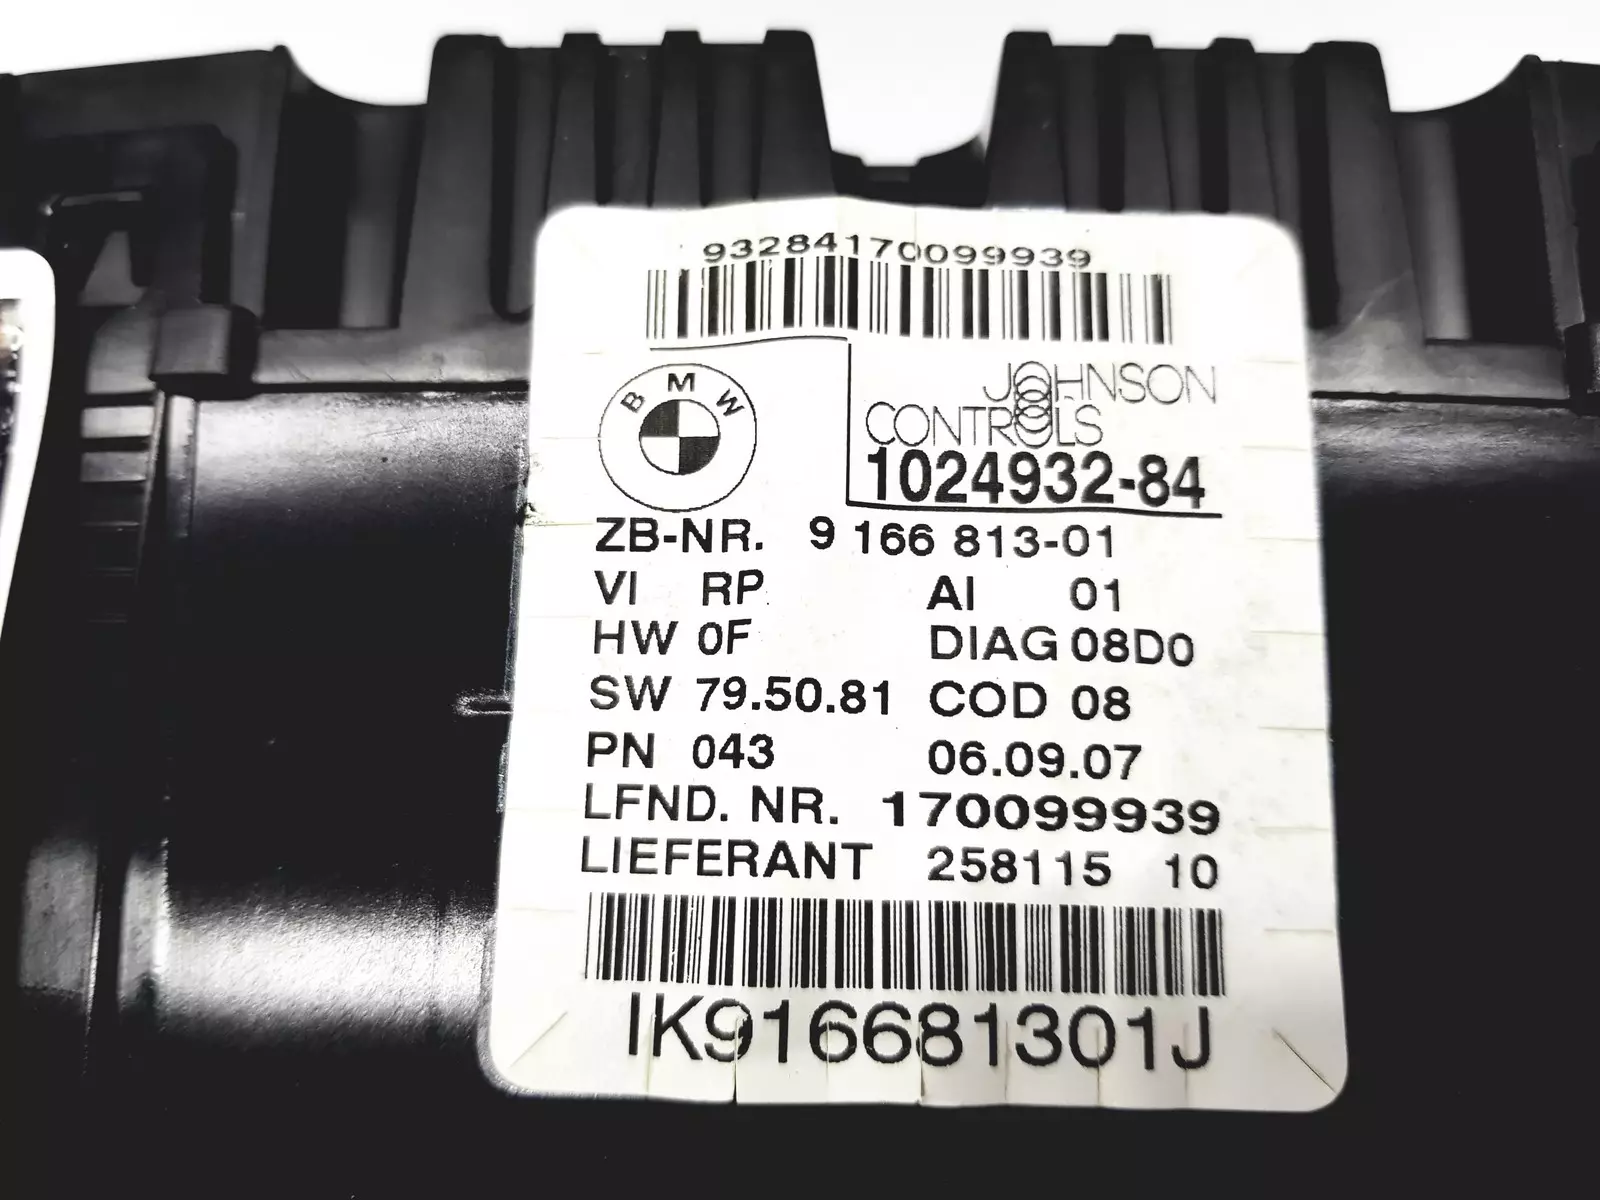 93284170099939
BMW
JOHNSON
CONTROLS
1024932-84
ZB-NR. 9 166 813-01
VI RP AI 01
HW 0F DIAG 08D0
SW 79.50.81 COD 08
PN 043 06.09.07
LFND. NR. 170099939
LIEFERANT 258115 10
IK916681301J